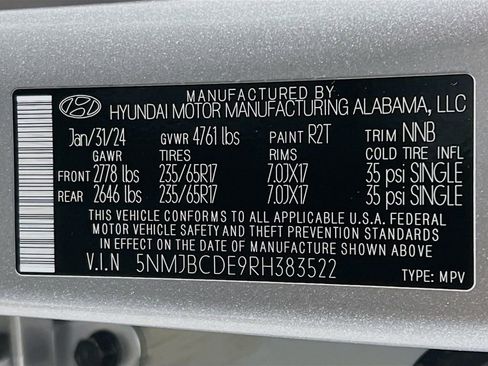 MANUFACTURED BY
HYUNDAI MOTOR MANUFACTURING ALABAMA, LLC
Jan/31/24 GVWR 4761 lbs PAINT R2T TRIM NNB
GAWR TIRES RIMS COLD TIRE INFL
FRONT 2778 lbs 235/65R17 7.0JX17 35 psi SINGLE
REAR 2646 lbs 235/65R17 7.0JX17 35 psi SINGLE
THIS VEHICLE CONFORMS TO ALL APPLICABLE U.S.A. FEDERAL
MOTOR VEHICLE SAFETY AND THEFT PREVENTION STANDARDS
IN EFFECT ON THE DATE OF MANUFACTURE SHOWN ABOVE.
V.I.N 5NMJBCDE9RH383522 TYPE: MPV